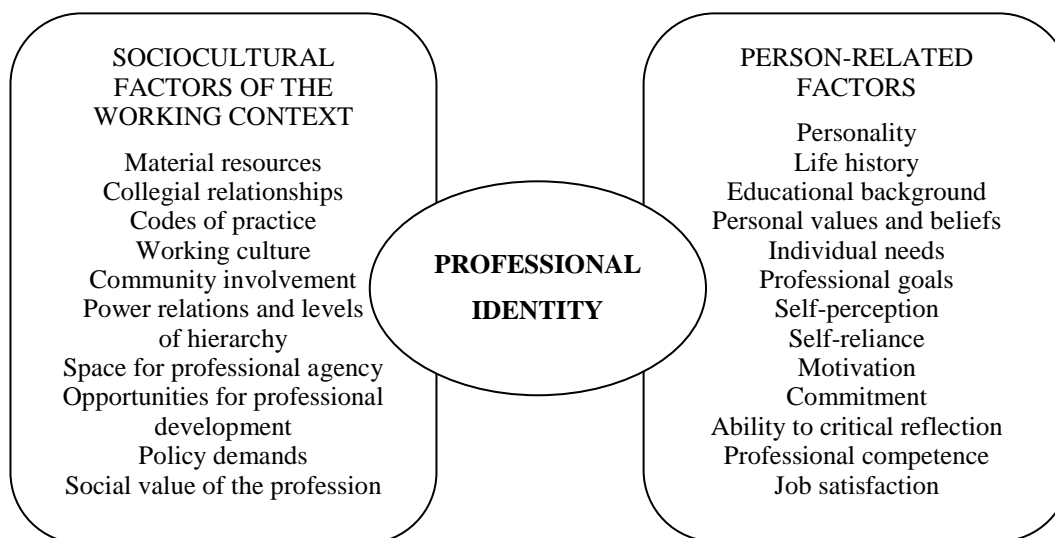 SOCIOCULTURAL
FACTORS OF THE
WORKING CONTEXT
Material resources
Collegial relationships
Codes of practice
Working culture
Community involvement
Power relations and levels
of hierarchy
Space for professional agency
Opportunities for professional
development
Policy demands
Social value of the profession
PROFESSIONAL
IDENTITY
PERSON-RELATED
FACTORS
Personality
Life history
Educational background
Personal values and beliefs
Individual needs
Professional goals
Self-perception
Self-reliance
Motivation
Commitment
Ability to critical reflection
Professional competence
Job satisfaction